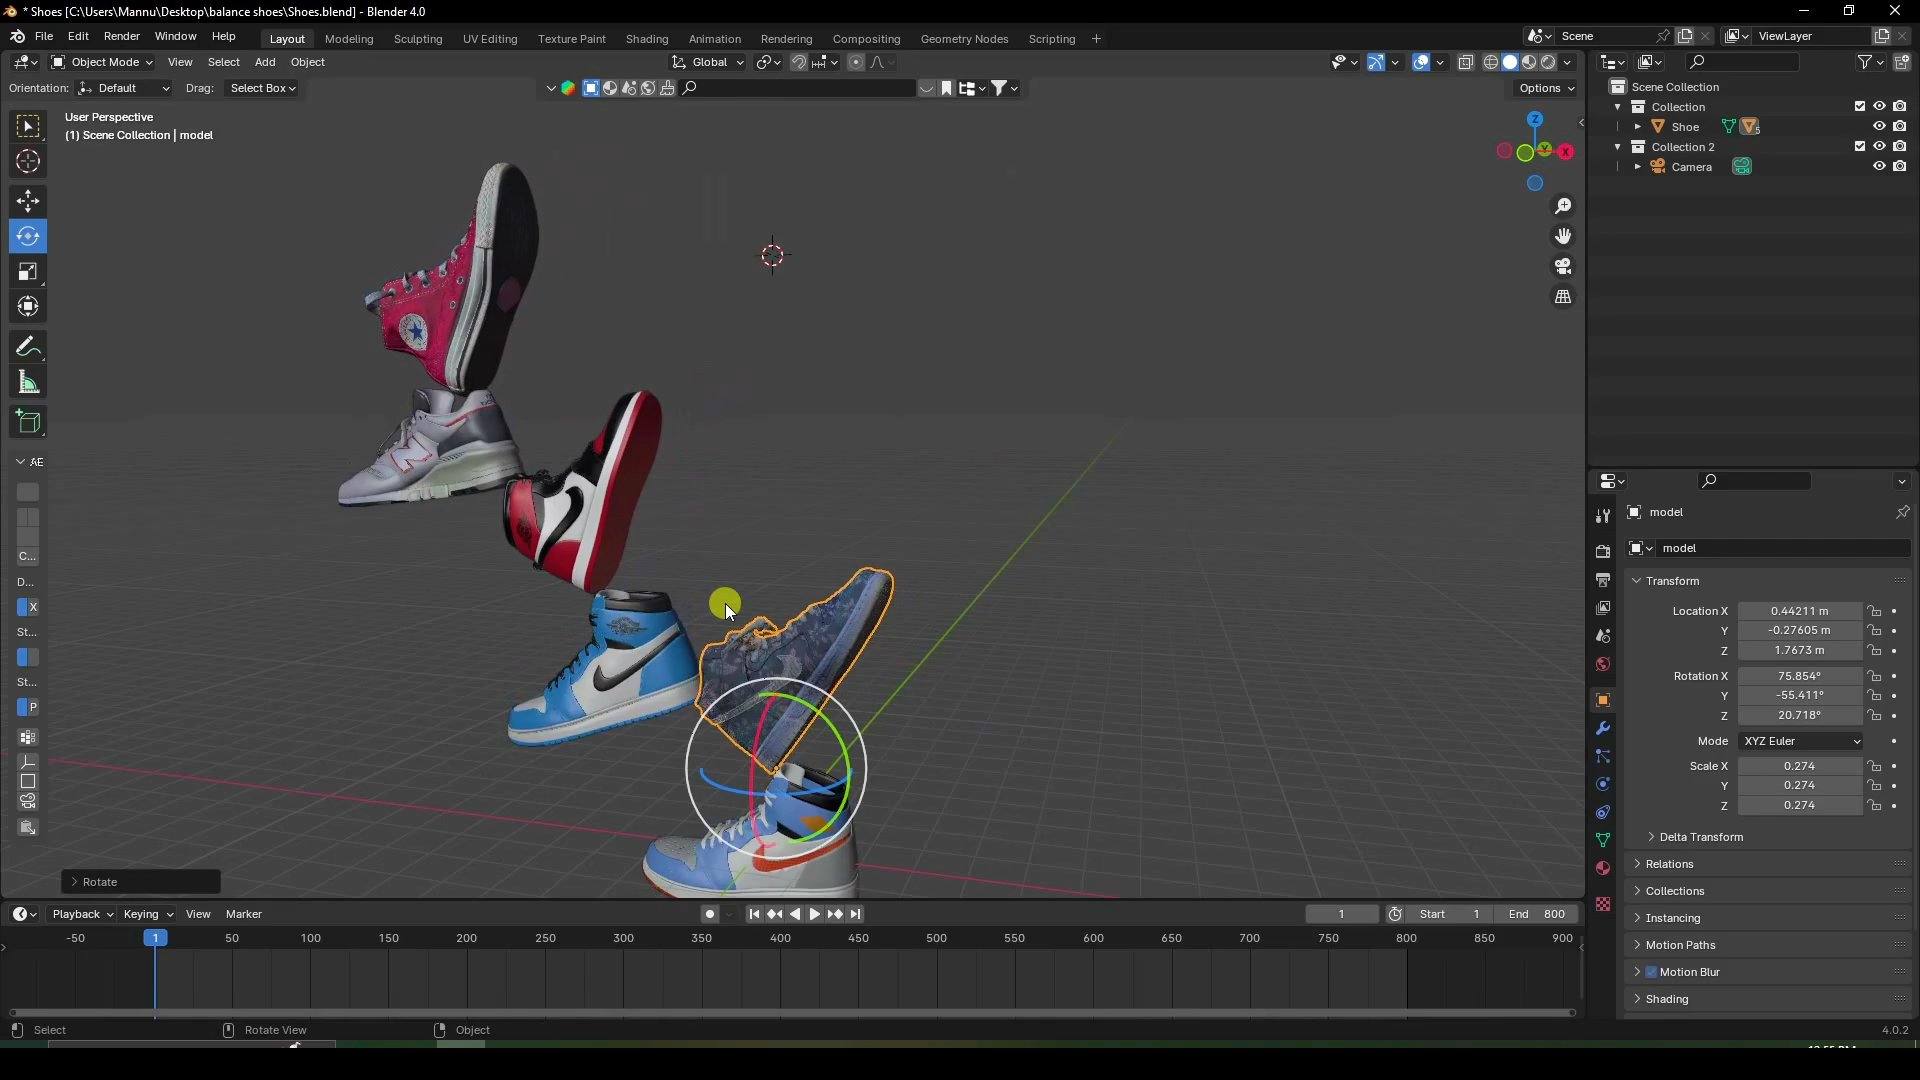 * Shoes [C:\Users\Mannu\Desktop\balance shoes\Shoes.blend] - Blender 4.0
File Edit Render Window Help
Layout Modeling Sculpting UV Editing Texture Paint Shading Animation Rendering Compositing Geometry Nodes Scripting +
Scene
ViewLayer
Object Mode View Select Add Object
Global
Orientation: Default Drag: Select Box
Options
User Perspective
(1) Scene Collection | model
Z
Y
X
Scene Collection
Collection
Shoe
5
Collection 2
Camera
AE
C...
D...
X
St...
St...
P
N
model
model
Transform
Location X 0.44211 m
Y -0.27605 m
Z 1.7673 m
Rotation X 75.854°
Y -55.411°
Z 20.718°
Mode XYZ Euler
Scale X 0.274
Y 0.274
Z 0.274
Delta Transform
Relations
Collections
Instancing
Motion Paths
Motion Blur
Shading
Rotate
Playback Keying View Marker
1 Start 1 End 800
-50 1 50 100 150 200 250 300 350 400 450 500 550 600 650 700 750 800 850 900
Select Rotate View Object
4.0.2